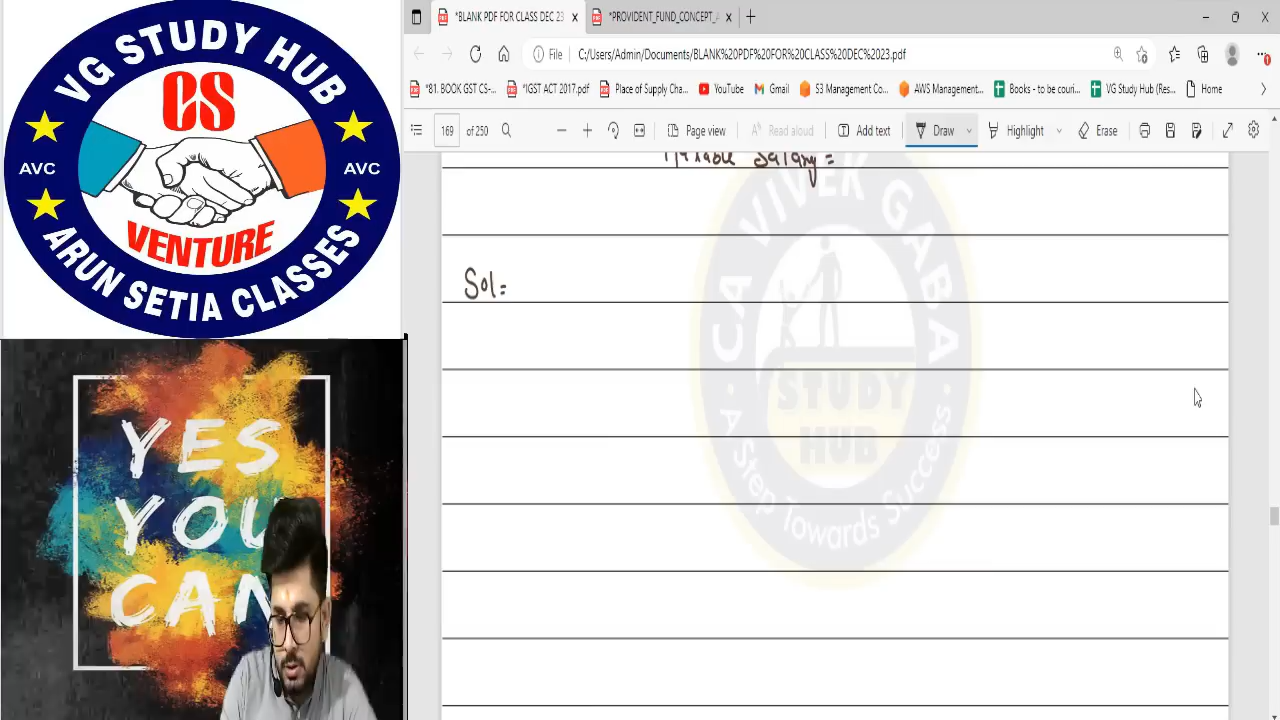 VG STUDY HUB
CS
AVC
AVC
VENTURE
ARUN SETIA CLASSES
YES
YOU
CAN
*BLANK PDF FOR CLASS DEC 23
*PROVIDENT_FUND_CONCEPT_A
File
C:/Users/Admin/Documents/BLANK%20PDF%20FOR%20CLASS%20DEC%2023.pdf
*81. BOOK GST CS-...
*IGST ACT 2017.pdf
Place of Supply Cha...
YouTube
Gmail
S3 Management Co...
AWS Management...
Books - to be couri...
VG Study Hub (Res...
Home
169
of 250
Page view
Read aloud
Add text
Draw
Highlight
Erase
Salary =
Sol =
CA VIVEK GABA
STUDY
HUB
A Step Towards Success